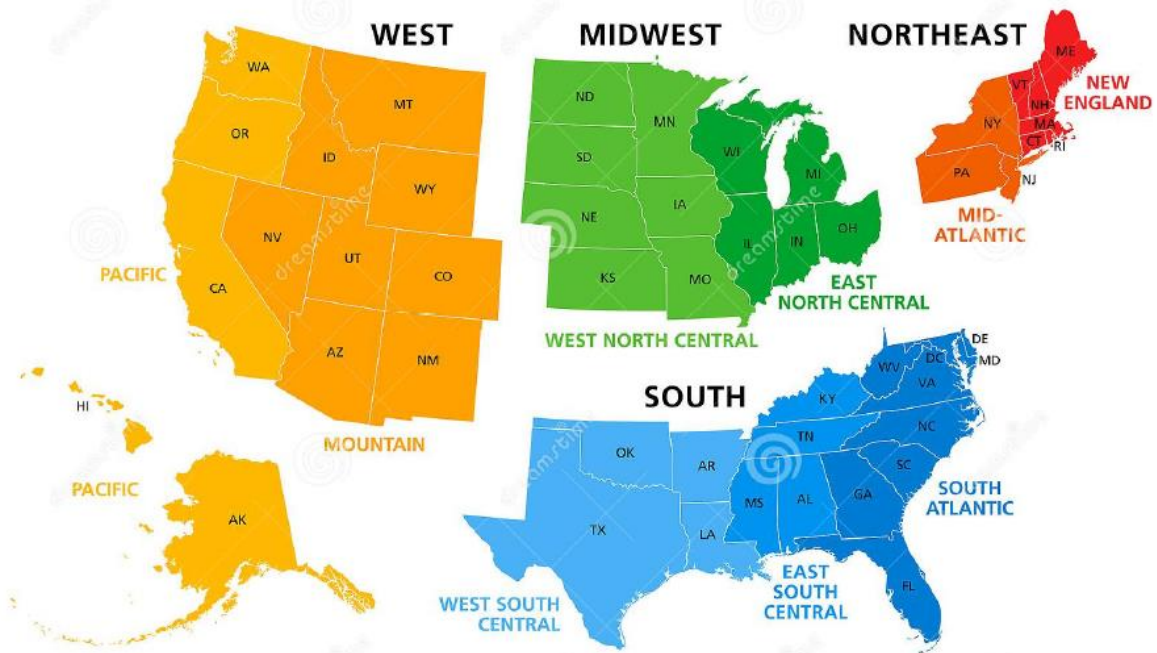 WEST
WA
OR
CA
PACIFIC
MT
ID
WY
NV
UT
CO
AZ
NM
MOUNTAIN
HI
PACIFIC
AK
MIDWEST
ND
SD
NE
KS
MN
IA
MO
WEST NORTH CENTRAL
WI
MI
IL
IN
OH
EAST
NORTH CENTRAL
NORTHEAST
ME
VT
NH
MA
CT
RI
NEW
ENGLAND
NY
PA
NJ
MID-
ATLANTIC
SOUTH
OK
AR
TX
LA
WEST SOUTH
CENTRAL
KY
TN
MS
AL
EAST
SOUTH
CENTRAL
DE
MD
DC
WV
VA
NC
SC
GA
FL
SOUTH
ATLANTIC
dreamstime
dreamstime
dreamstime